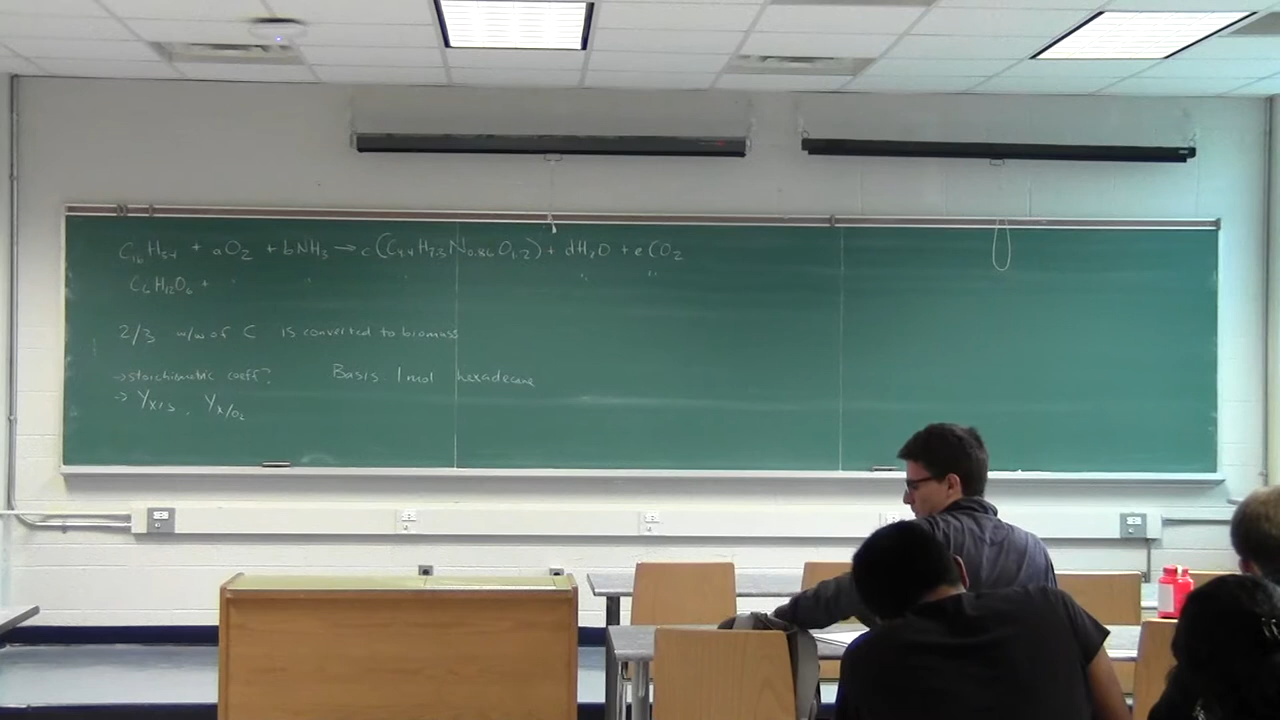 C16H34 + aO2 + bNH3 → c(C4.4H7.3N0.86O1.2) + dH2O + eCO2
C6H12O6 + " " " " "
2/3 w/w of C is converted to biomass
→ stoichiometric coeff? Basis 1 mol hexadecane
→ Yx/s , Yx/O2